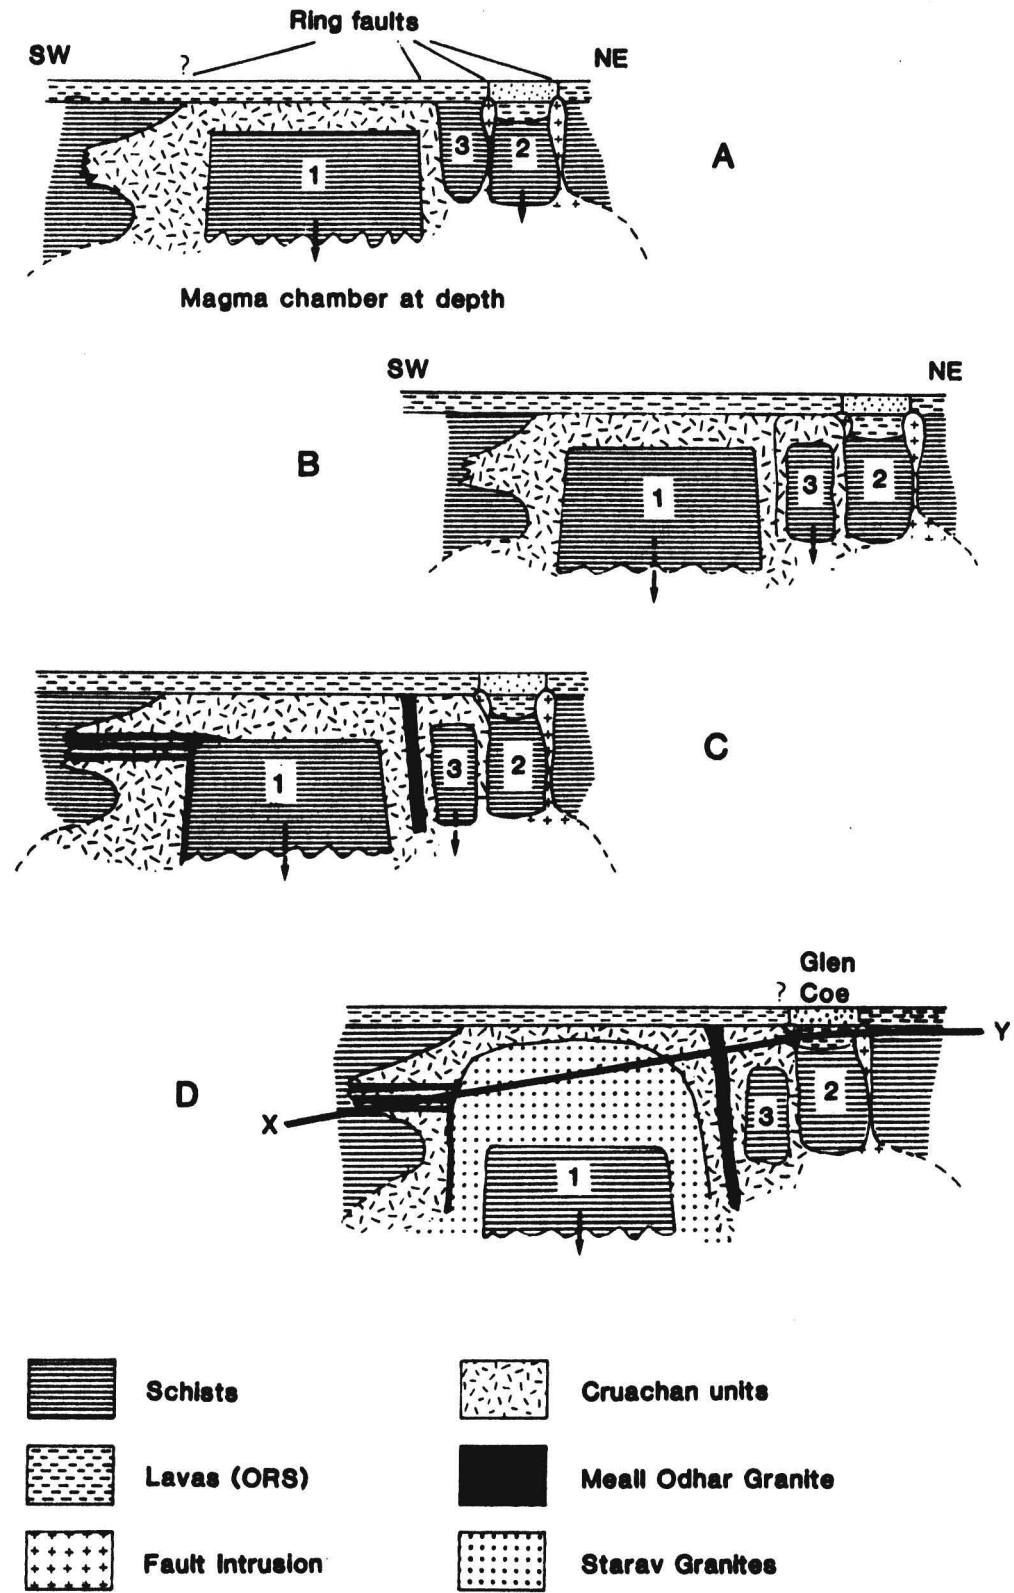 Ring faults
SW
?
NE
3
2
1
A
Magma chamber at depth
SW
NE
B
3
2
1
C
3
2
1
Glen
Coe
?
Y
D
2
3
X
1
Schists
Cruachan units
Lavas (ORS)
Meall Odhar Granite
Fault Intrusion
Starav Granites